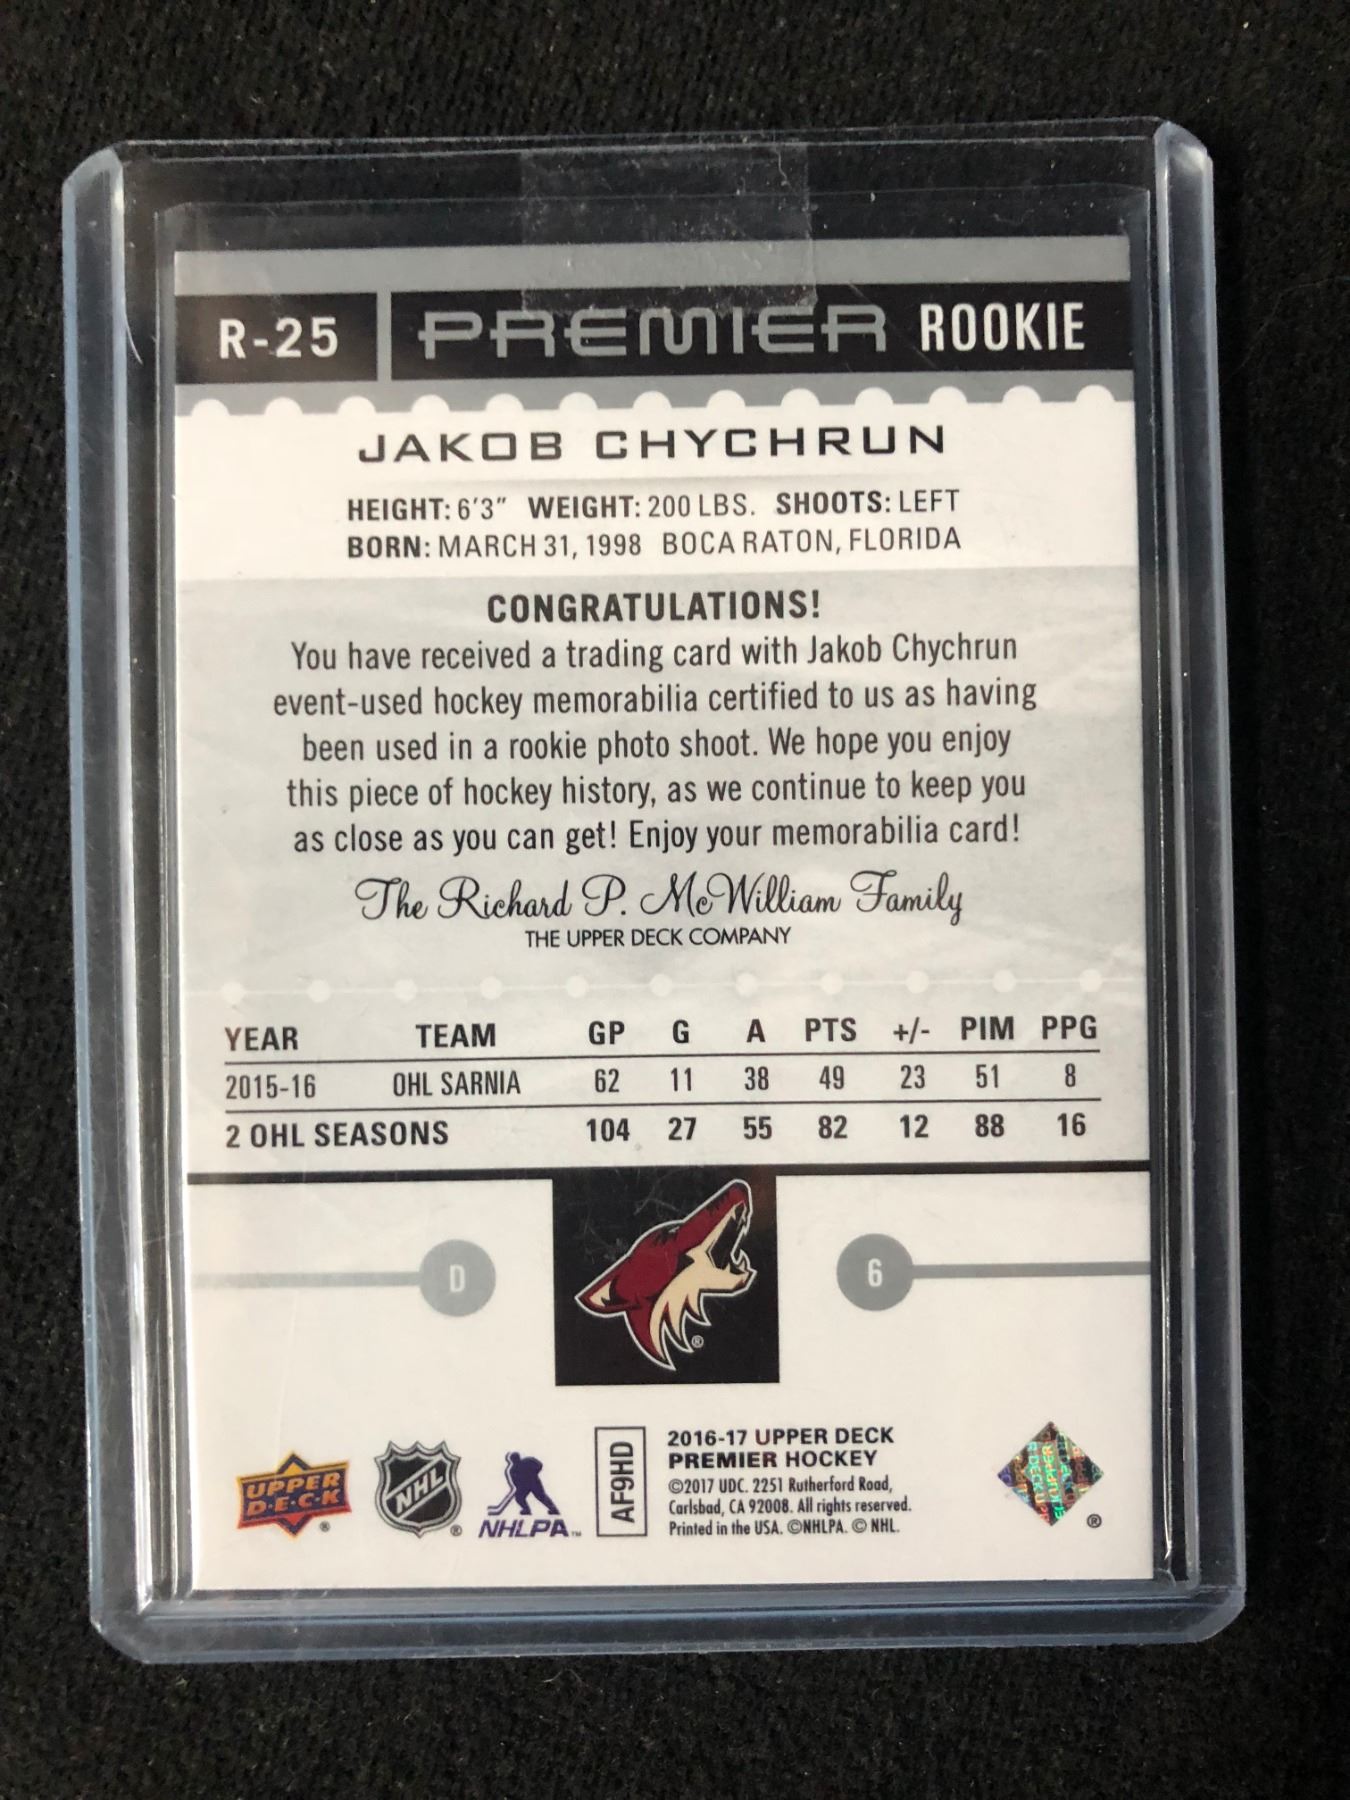 R-25 PREMIER ROOKIE
JAKOB CHYCHRUN
HEIGHT: 6'3" WEIGHT: 200 LBS. SHOOTS: LEFT
BORN: MARCH 31, 1998 BOCA RATON, FLORIDA
CONGRATULATIONS!
You have received a trading card with Jakob Chychrun
event-used hockey memorabilia certified to us as having
been used in a rookie photo shoot. We hope you enjoy
this piece of hockey history, as we continue to keep you
as close as you can get! Enjoy your memorabilia card!
The Richard P. McWilliam Family
THE UPPER DECK COMPANY
YEAR TEAM GP G A PTS +/- PIM PPG
2015-16 OHL SARNIA 62 11 38 49 23 51 8
2 OHL SEASONS 104 27 55 82 12 88 16
D 6
®
UPPER
D·E·C·K
®
NHL
®
NHLPA™
AF9HD
2016-17 UPPER DECK
PREMIER HOCKEY
©2017 UDC. 2251 Rutherford Road,
Carlsbad, CA 92008. All rights reserved.
Printed in the USA. ©NHLPA. © NHL.
®